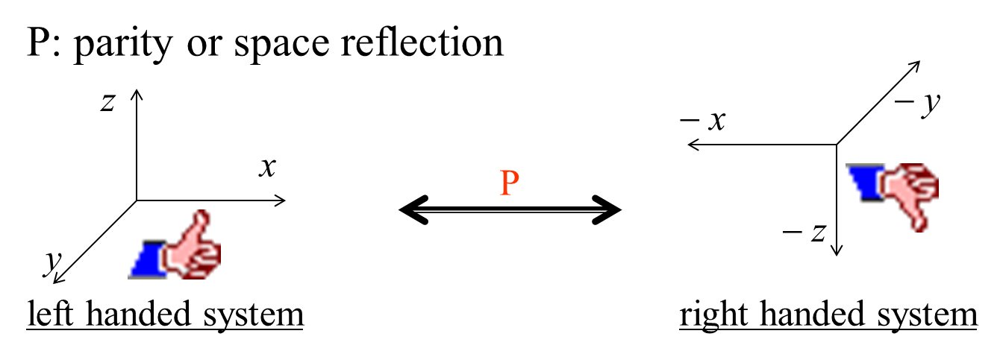 P: parity or space reflection
z
x
y
left handed system
P
– y
– x
– z
right handed system